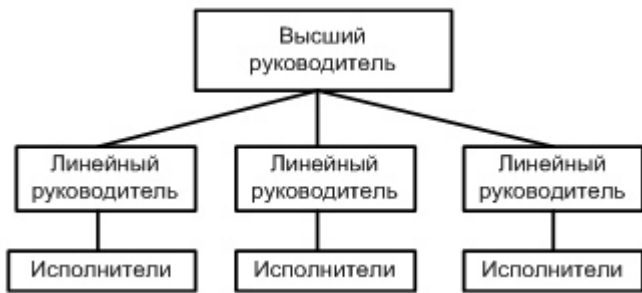 Высший
руководитель
Линейный
руководитель
Линейный
руководитель
Линейный
руководитель
Исполнители
Исполнители
Исполнители